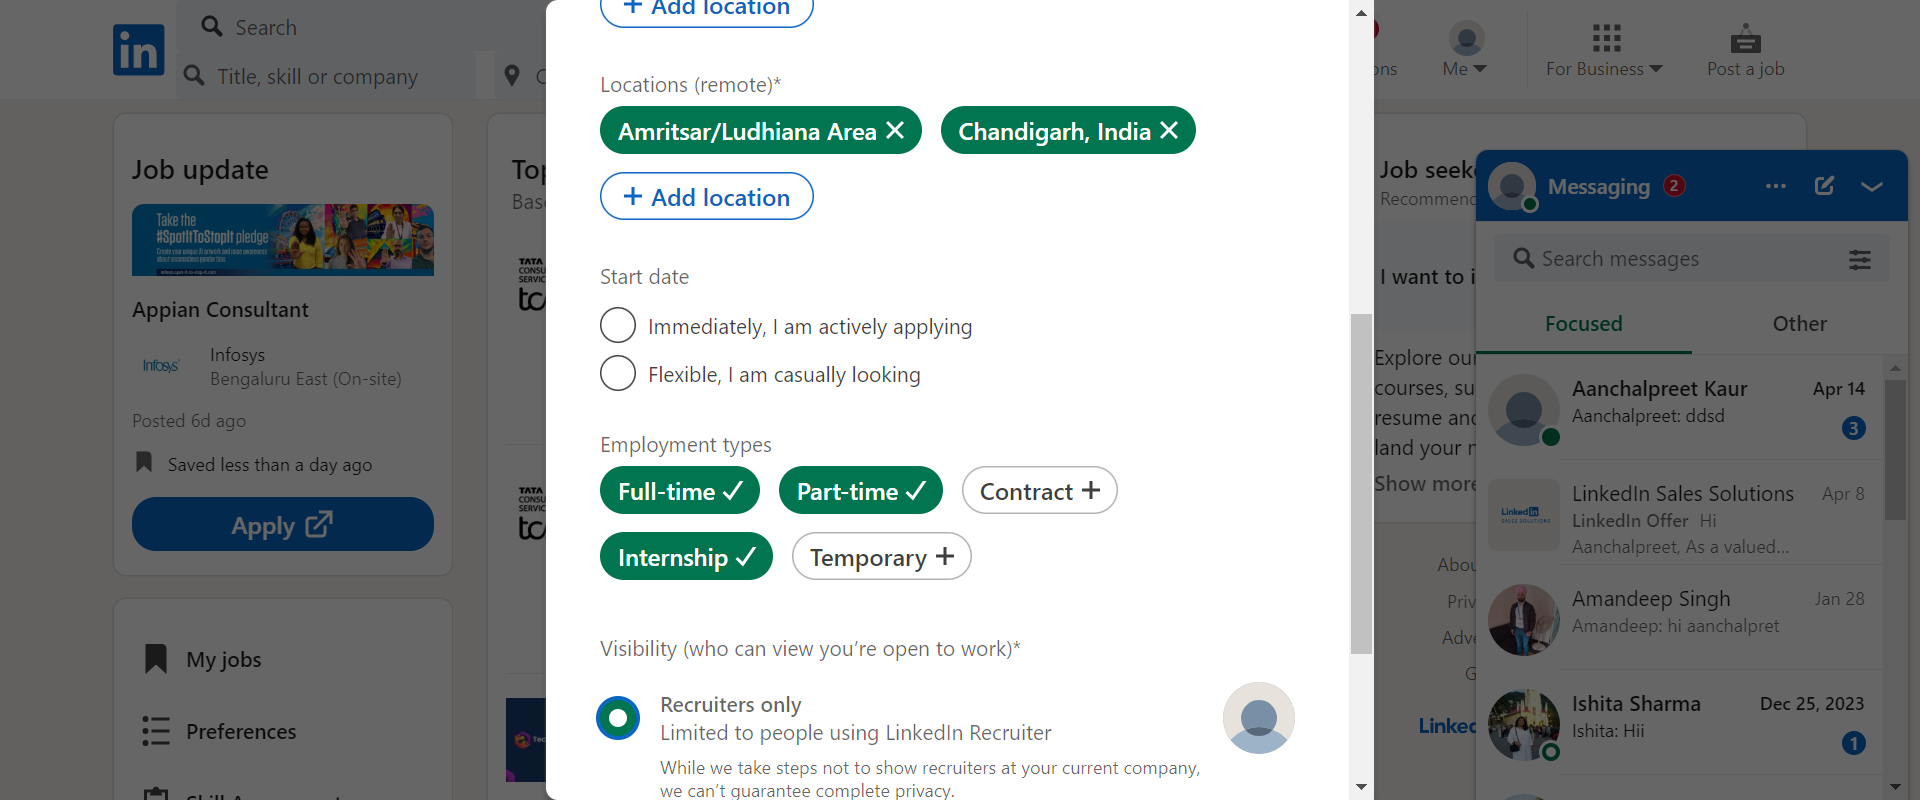 in
Search
Title, skill or company
Me
For Business
Post a job
Job update
Take the
#SpotItToStopIt pledge
Appian Consultant
Infosys
Infosys
Bengaluru East (On-site)
Posted 6d ago
Saved less than a day ago
Apply
My jobs
Preferences
Add location
Locations (remote)*
Amritsar/Ludhiana Area
Chandigarh, India
Add location
Start date
Immediately, I am actively applying
Flexible, I am casually looking
Employment types
Full-time
Part-time
Contract
Internship
Temporary
Visibility (who can view you're open to work)*
Recruiters only
Limited to people using LinkedIn Recruiter
While we take steps not to show recruiters at your current company,
we can't guarantee complete privacy.
Job seek
Recommend
I want to i
Explore ou
courses, su
resume and
land your n
Show more
Messaging 2
Search messages
Focused
Other
Aanchalpreet Kaur Apr 14
Aanchalpreet: ddsd
3
LinkedIn
SALES SOLUTIONS
LinkedIn Sales Solutions Apr 8
LinkedIn Offer Hi
Aanchalpreet, As a valued...
Amandeep Singh Jan 28
Amandeep: hi aanchalpret
Ishita Sharma Dec 25, 2023
Ishita: Hii
1